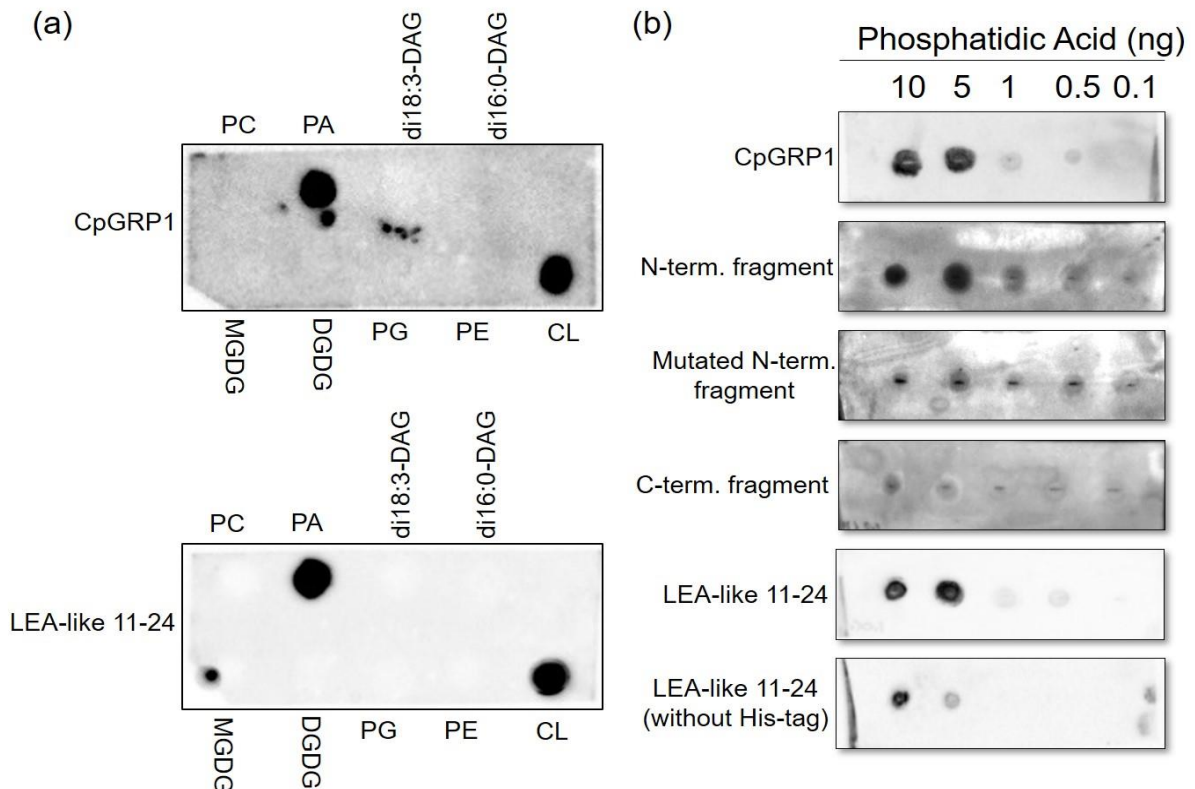 (a)
di18:3-DAG
di16:0-DAG
PC
PA
CpGRP1
MGDG
DGDG
PG
PE
CL
di18:3-DAG
di16:0-DAG
PC
PA
LEA-like 11-24
MGDG
DGDG
PG
PE
CL
(b)
Phosphatidic Acid (ng)
10 5 1 0.5 0.1
CpGRP1
N-term. fragment
Mutated N-term.
fragment
C-term. fragment
LEA-like 11-24
LEA-like 11-24
(without His-tag)